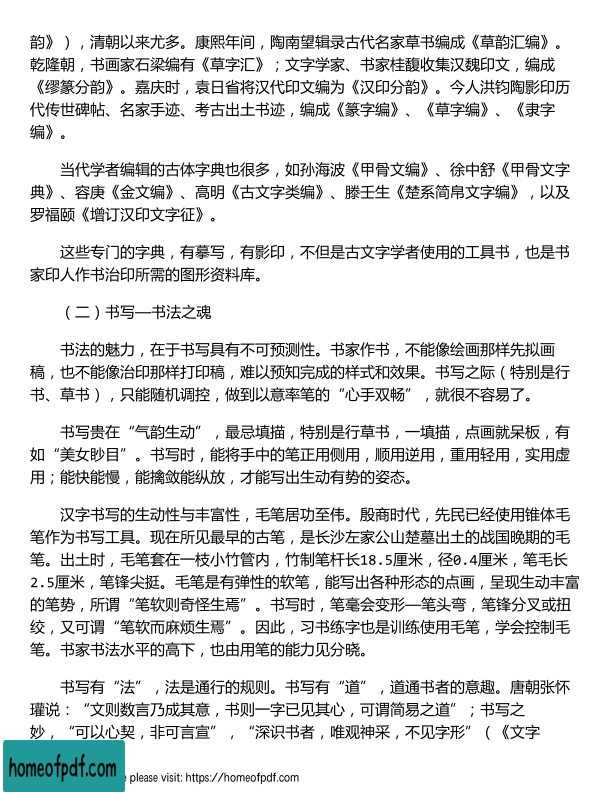 韵》），清朝以来尤多。康熙年间，陶南望辑录古代名家草书编成《草韵汇编》。
乾隆朝，书画家石梁编有《草字汇》；文字学家、书家桂馥收集汉魏印文，编成
《缪篆分韵》。嘉庆时，袁日省将汉代印文编为《汉印分韵》。今人洪钧陶影印历
代传世碑帖、名家手迹、考古出土书迹，编成《篆字编》、《草字编》、《隶字
编》。
当代学者编辑的古体字典也很多，如孙海波《甲骨文编》、徐中舒《甲骨文字
典》、容庚《金文编》、高明《古文字类编》、滕壬生《楚系简帛文字编》，以及
罗福颐《增订汉印文字征》。
这些专门的字典，有摹写，有影印，不但是古文字学者使用的工具书，也是书
家印人作书治印所需的图形资料库。
（二）书写—书法之魂
书法的魅力，在于书写具有不可预测性。书家作书，不能像绘画那样先拟画
稿，也不能像治印那样打印稿，难以预知完成的样式和效果。书写之际（特别是行
书、草书），只能随机调控，做到以意率笔的“心手双畅”，就很不容易了。
书写贵在“气韵生动”，最忌填描，特别是行草书，一填描，点画就呆板，有
如“美女眇目”。书写时，能将手中的笔正用侧用，顺用逆用，重用轻用，实用虚
用；能快能慢，能擒敛能纵放，才能写出生动有势的姿态。
汉字书写的生动性与丰富性，毛笔居功至伟。殷商时代，先民已经使用锥体毛
笔作为书写工具。现在所见最早的古笔，是长沙左家公山楚墓出土的战国晚期的毛
笔。出土时，毛笔套在一枝小竹管内，竹制笔杆长18.5厘米，径0.4厘米，笔毛长
2.5厘米，笔锋尖挺。毛笔是有弹性的软笔，能写出各种形态的点画，呈现生动丰富
的笔势，所谓“笔软则奇怪生焉”。书写时，笔毫会变形—笔头弯，笔锋分叉或扭
绞，又可谓“笔软而麻烦生焉”。因此，习书练字也是训练使用毛笔，学会控制毛
笔。书家书法水平的高下，也由用笔的能力见分晓。
书写有“法”，法是通行的规则。书写有“道”，道通书者的意趣。唐朝张怀
瓘说：“文则数言乃成其意，书则一字已见其心，可谓简易之道”；书写之
妙，“可以心契，非可言宣”，“深识书者，唯观神采，不见字形”（《文字
homeofpdf.com
please visit: https://homeofpdf.com